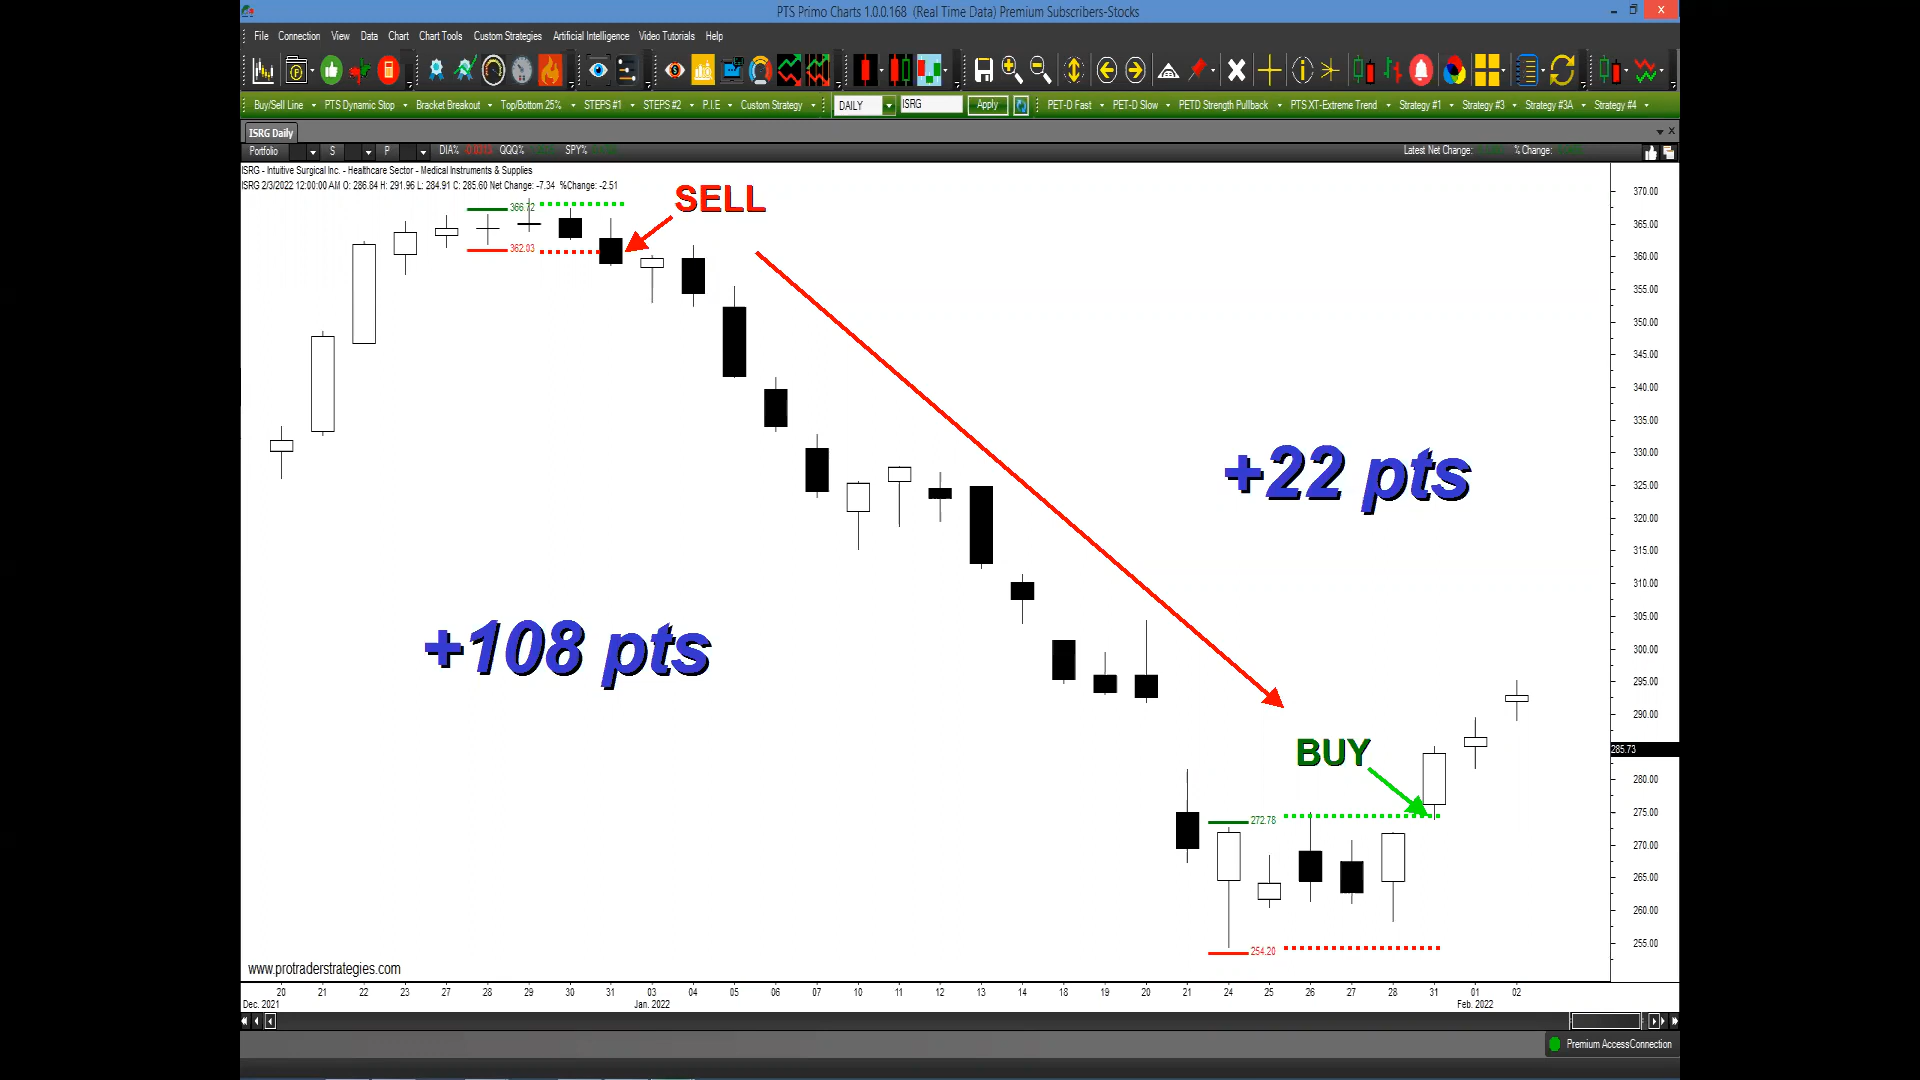 PTS Primo Charts 1.0.0.168 (Real Time Data) Premium Subscribers-Stocks
File Connection View Data Chart Chart Tools Custom Strategies Artificial Intelligence Video Tutorials Help
Buy/Sell Line PTS Dynamic Stop Bracket Breakout Top/Bottom 25% STEPS #1 STEPS #2 P.I.E Custom Strategy DAILY ISRG Apply PET-D Fast PET-D Slow PETD Strength Pullback PTS XT-Extreme Trend Strategy #1 Strategy #3 Strategy #3A Strategy #4
ISRG Daily
Portfolio S P DIA% QQQ% SPY% Latest Net Change: % Change:
ISRG - Intuitive Surgical Inc. - Healthcare Sector - Medical Instruments & Supplies
ISRG 2/3/2022 12:00:00 AM O: 286.84 H: 291.96 L: 284.91 C: 285.60 Net Change: -7.34 %Change: -2.51
370.00
SELL
366.72
365.00
362.03
360.00
355.00
350.00
345.00
340.00
335.00
330.00
+22 pts
325.00
320.00
315.00
310.00
305.00
+108 pts
300.00
295.00
290.00
BUY
285.73
280.00
275.00
272.78
270.00
265.00
260.00
255.00
254.20
www.protraderstrategies.com
20 21 22 23 27 28 29 30 31 03 04 05 06 07 10 11 12 13 14 18 19 20 21 24 25 26 27 28 31 01 02
Dec. 2021 Jan. 2022 Feb. 2022
Premium AccessConnection